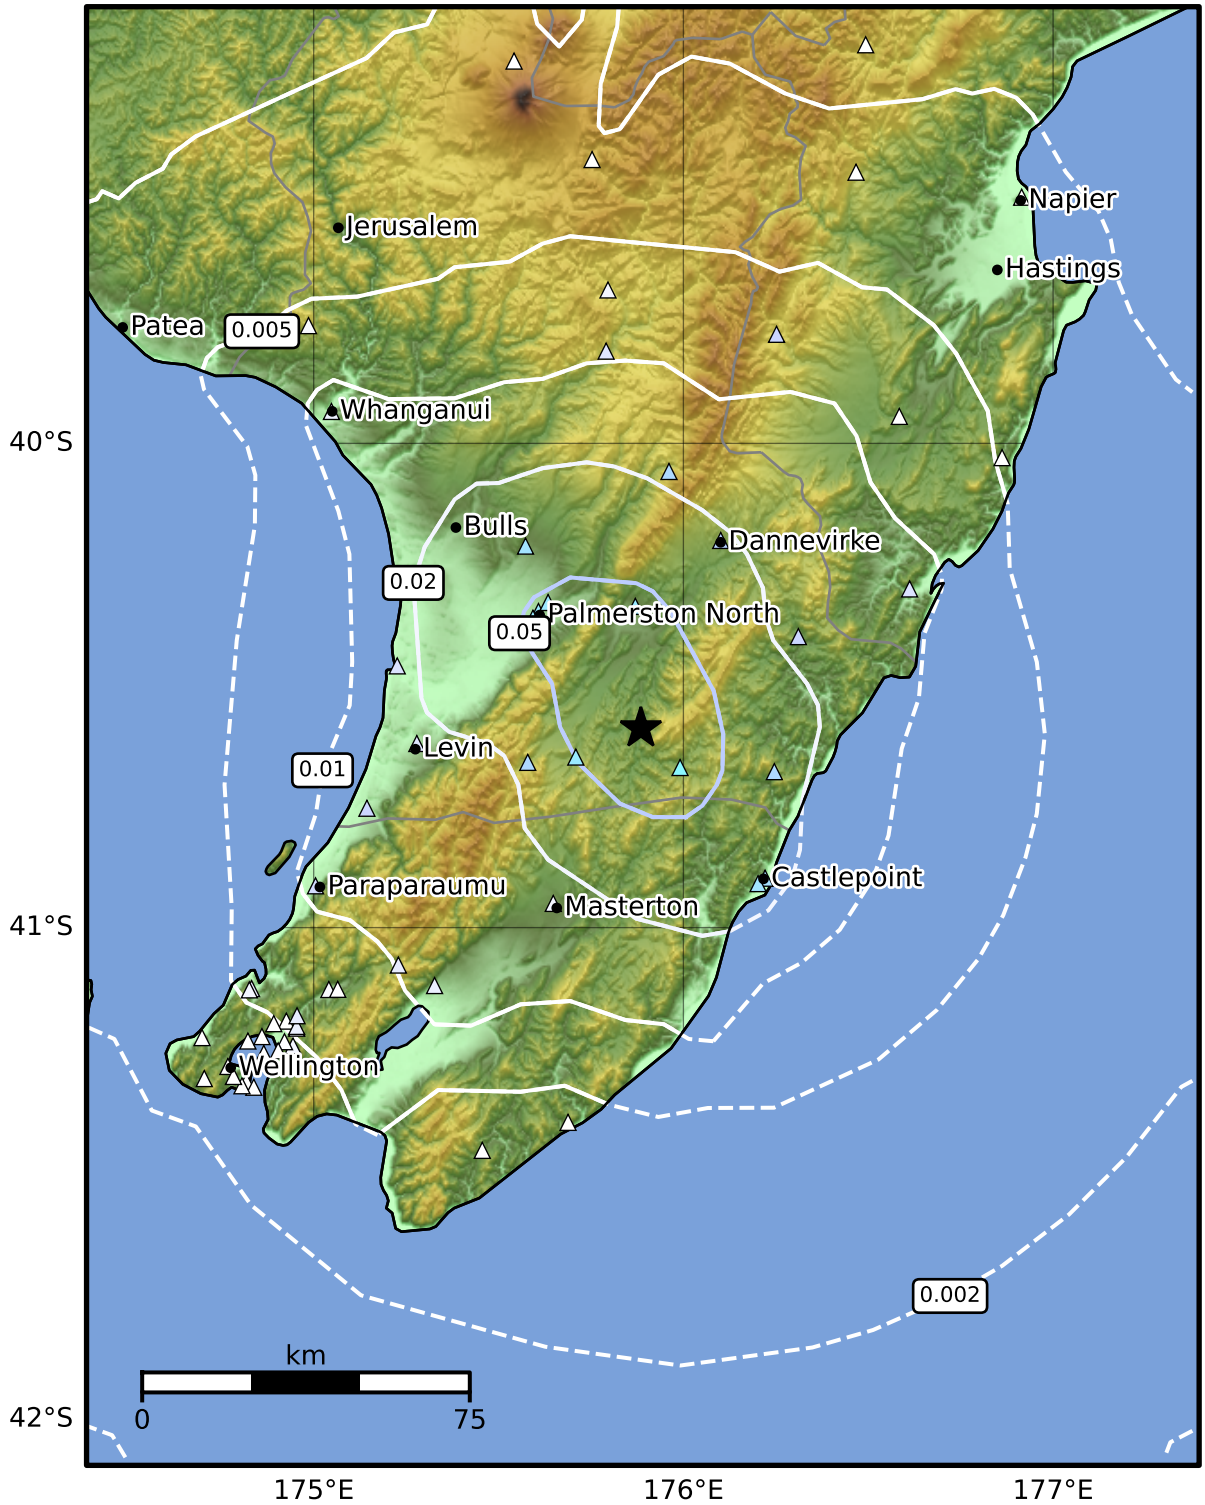 Napier
Jerusalem
Hastings
Patea
0.005
Whanganui
40°S
Bulls
Dannevirke
0.02
Palmerston North
0.05
Levin
0.01
Castlepoint
Paraparaumu
Masterton
41°S
Wellington
0.002
km
0 75
42°S
175°E 176°E 177°E